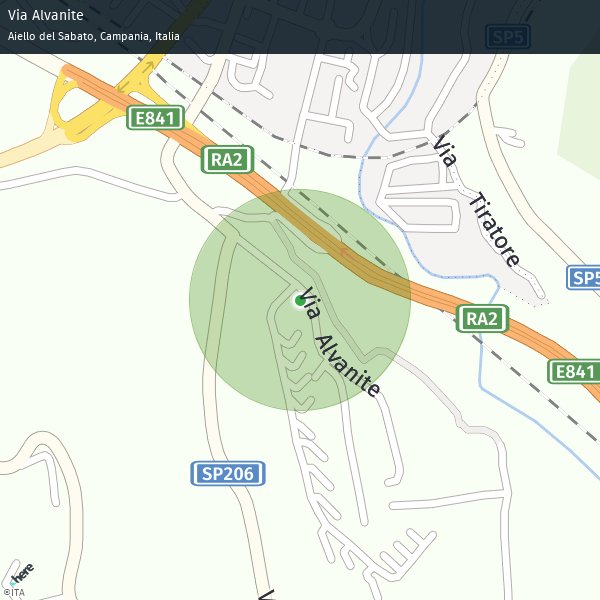 Via Alvanite
Aiello del Sabato, Campania, Italia
SP5
E841
RA2
Via Tiratore
SP5
Via Alvanite
RA2
E841
SP206
V
here
©ITA